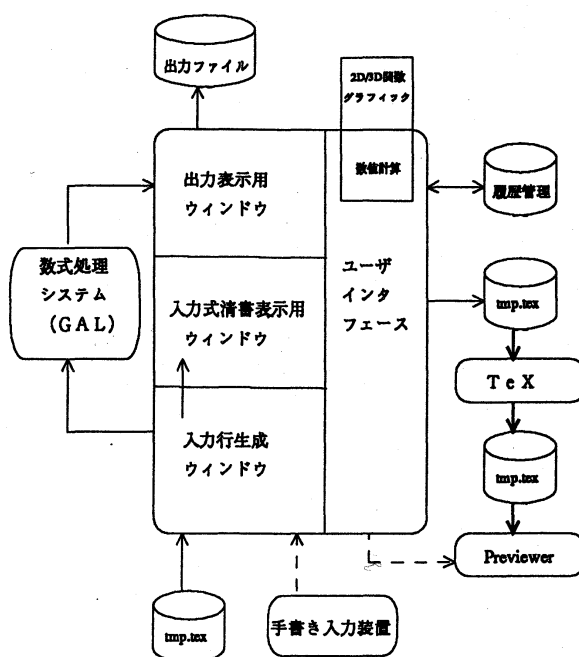 出力ファイル
2D/3D関数
グラフィック
数値計算
出力表示用
ウィンドウ
履歴管理
数式処理
システム
(GAL)
ユーザ
インタ
フェース
入力式清書表示用
ウィンドウ
tmp.tex
TeX
入力行生成
ウィンドウ
tmp.tex
Previewer
tmp.tex
手書き入力装置